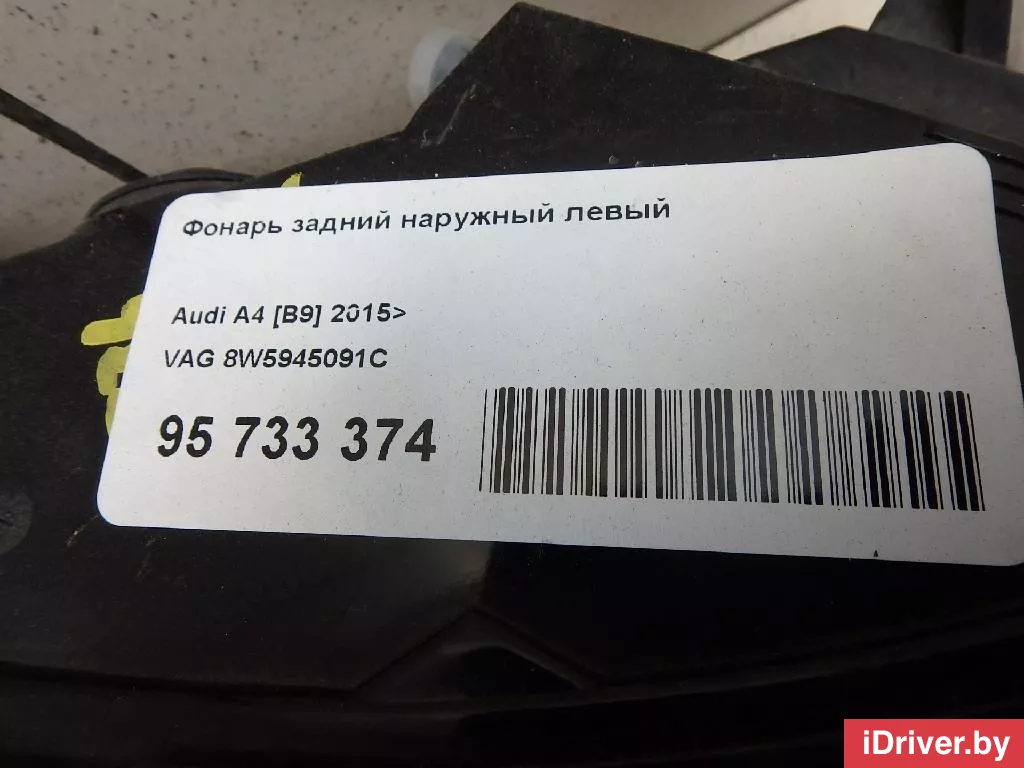 Фонарь задний наружный левый
Audi A4 [B9] 2015>
VAG 8W5945091C
95 733 374
iDriver.by